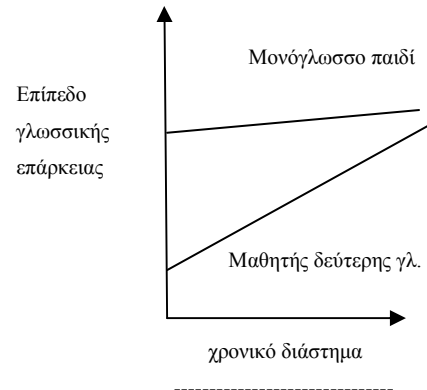 Μονόγλωσσο παιδί
Επίπεδο
γλωσσικής
επάρκειας
Μαθητής δεύτερης γλ.
χρονικό διάστημα